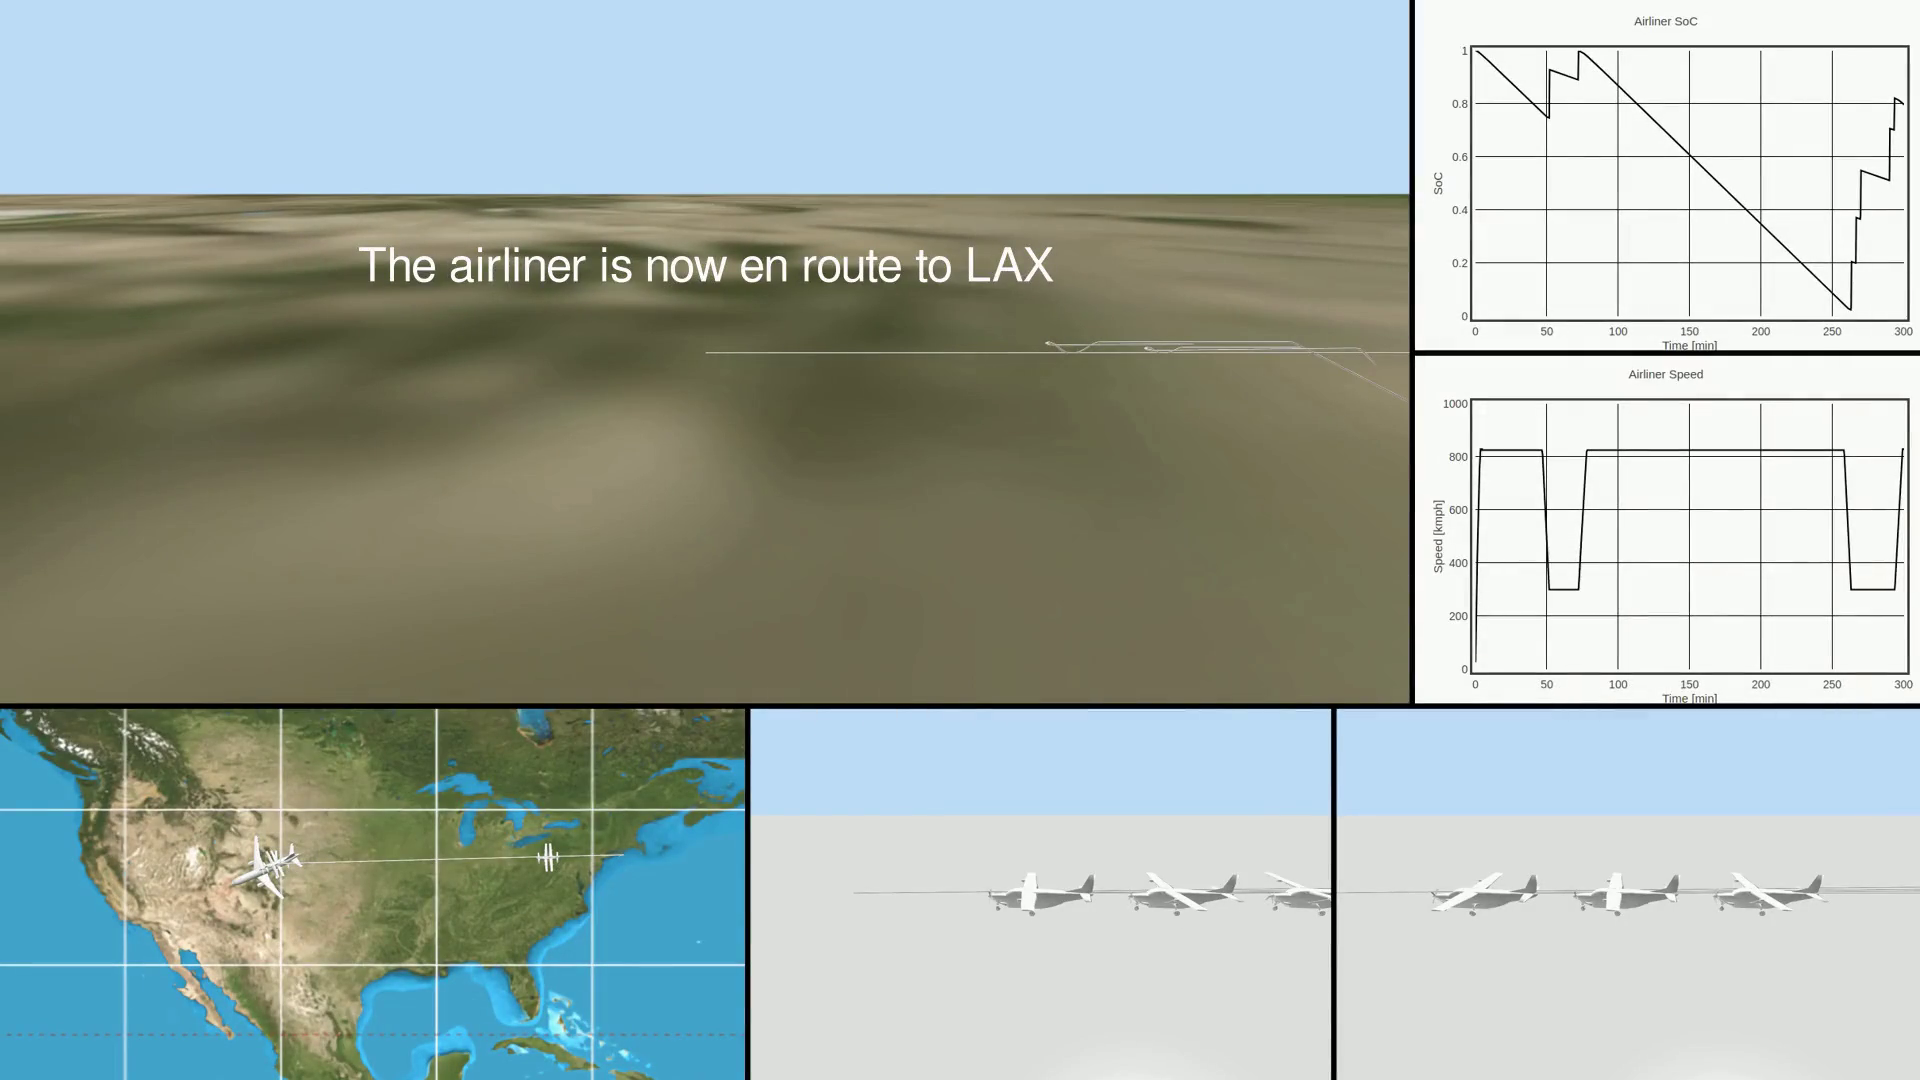 The airliner is now en route to LAX
Airliner SoC
1
0.8
0.6
0.4
0.2
0
SoC
0 50 100 150 200 250 300
Time [min]
Airliner Speed
1000
800
600
400
200
0
Speed [kmph]
0 50 100 150 200 250 300
Time [min]